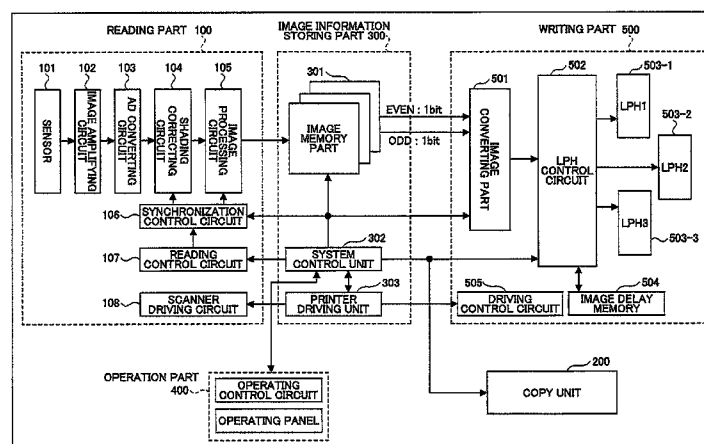 READING PART 100
IMAGE INFORMATION
STORING PART 300
WRITING PART 500
101
102
103
104
105
SENSOR
IMAGE AMPLIFYING
CIRCUIT
AD CONVERTING
CIRCUIT
SHADING
CORRECTING
CIRCUIT
IMAGE
PROCESSING
CIRCUIT
301
IMAGE
MEMORY
PART
EVEN : 1bit
ODD : 1bit
501
IMAGE
CONVERTING
PART
502
LPH
CONTROL
CIRCUIT
503-1
LPH1
503-2
LPH2
LPH3
503-3
106
SYNCHRONIZATION
CONTROL CIRCUIT
107
READING
CONTROL CIRCUIT
302
SYSTEM
CONTROL UNIT
108
SCANNER
DRIVING CIRCUIT
303
PRINTER
DRIVING UNIT
505
DRIVING
CONTROL CIRCUIT
504
IMAGE DELAY
MEMORY
OPERATION PART
400
OPERATING
CONTROL CIRCUIT
OPERATING PANEL
200
COPY UNIT